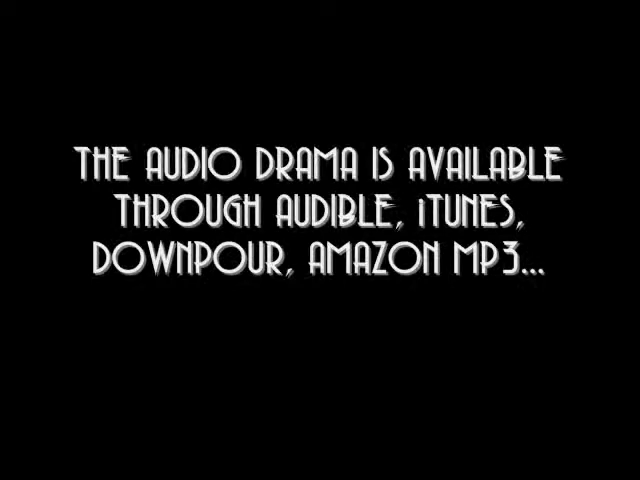 THE AUDIO DRAMA IS AVAILABLE
THROUGH AUDIBLE, iTUNES,
DOWNPOUR, AMAZON MP3...